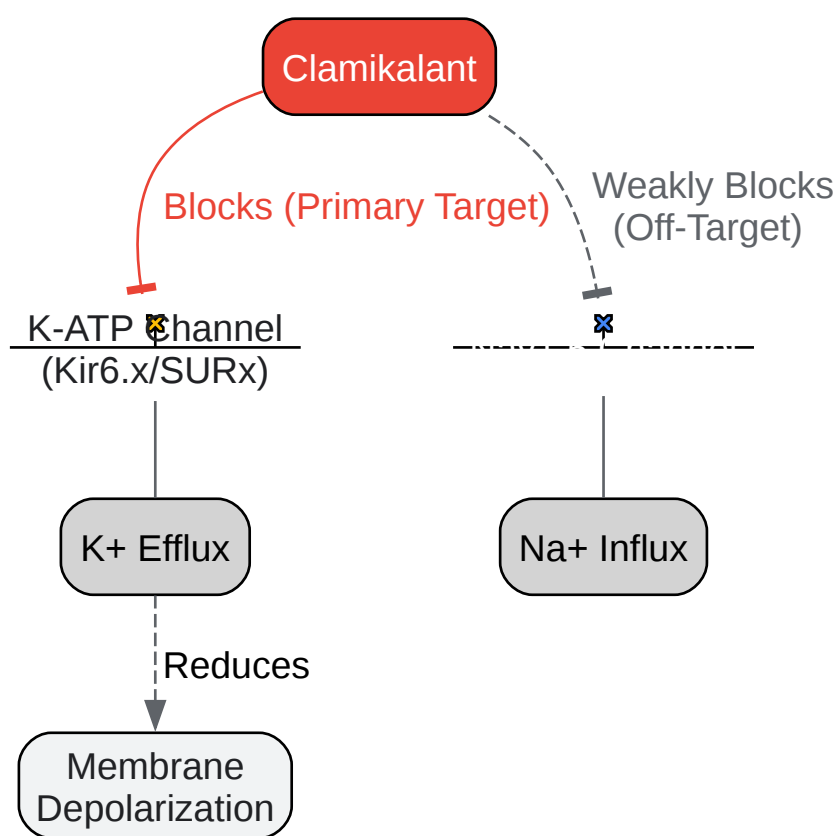 Clamikalant
Blocks (Primary Target)
Weakly Blocks
(Off-Target)
K-ATP Channel
(Kir6.x/SURx)
K+ Efflux
Na+ Influx
Reduces
Membrane
Depolarization